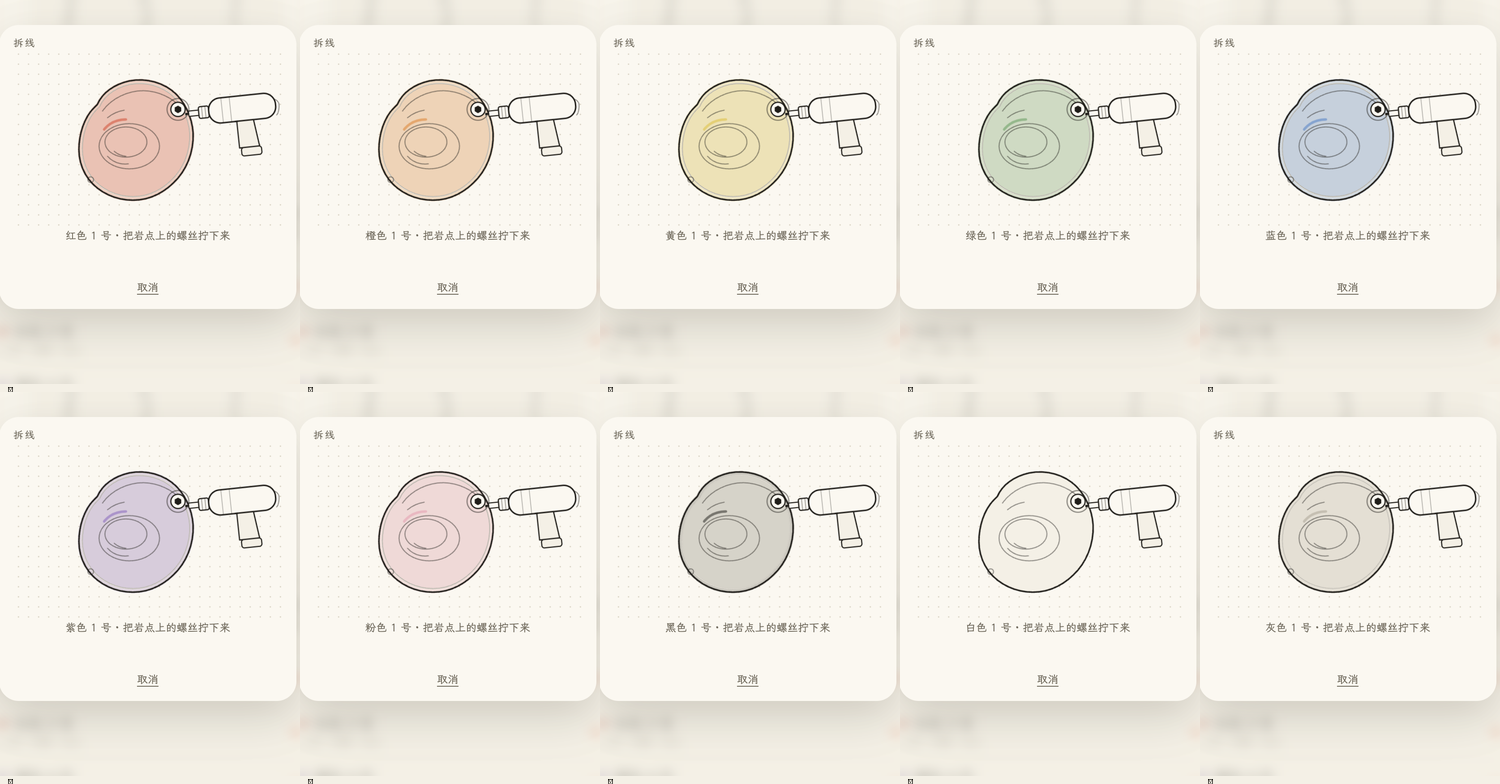 拆线
拆线
拆线
拆线
拆线
红色 1 号·把岩点上的螺丝拧下来
橙色 1 号·把岩点上的螺丝拧下来
黄色 1 号·把岩点上的螺丝拧下来
绿色 1 号·把岩点上的螺丝拧下来
蓝色 1 号·把岩点上的螺丝拧下来
取消
取消
取消
取消
取消
拆线
拆线
拆线
拆线
拆线
紫色 1 号·把岩点上的螺丝拧下来
粉色 1 号·把岩点上的螺丝拧下来
黑色 1 号·把岩点上的螺丝拧下来
白色 1 号·把岩点上的螺丝拧下来
灰色 1 号·把岩点上的螺丝拧下来
取消
取消
取消
取消
取消